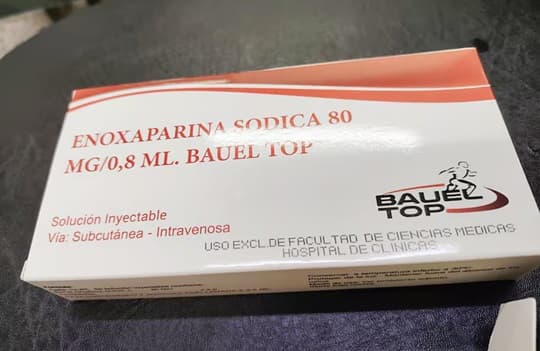 ENOXAPARINA SODICA 80
MG/0,8 ML. BAUEL TOP
Solución Inyectable
Vía: Subcutánea - Intravenosa
BAUEL
TOP
USO EXCL.DE FACULTAD DE CIENCIAS MEDICAS
HOSPITAL DE CLINICAS